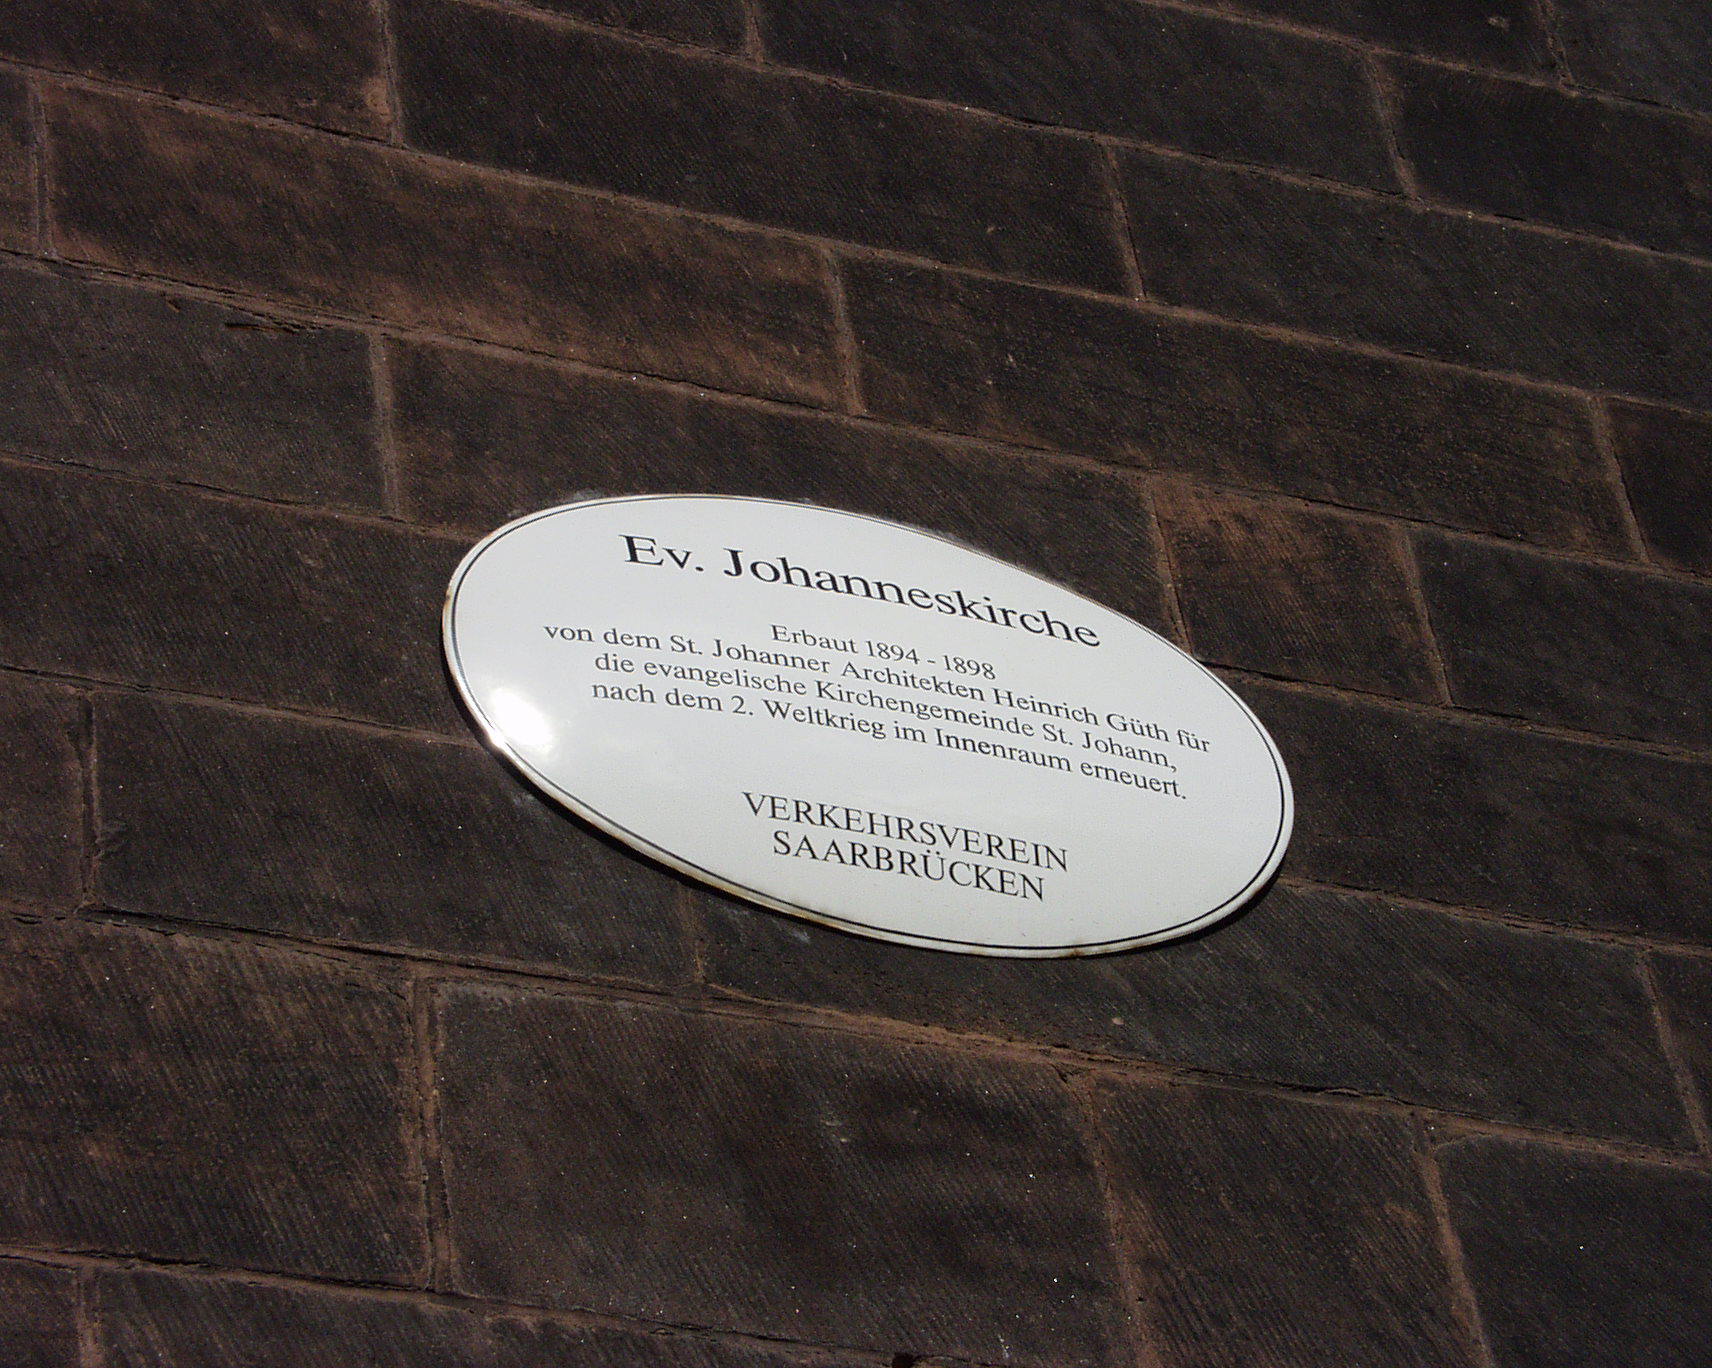 Ev. Johanneskirche
Erbaut 1894 - 1898
von dem St. Johanner Architekten Heinrich Güth für
die evangelische Kirchengemeinde St. Johann,
nach dem 2. Weltkrieg im Innenraum erneuert.
VERKEHRSVEREIN
SAARBRÜCKEN